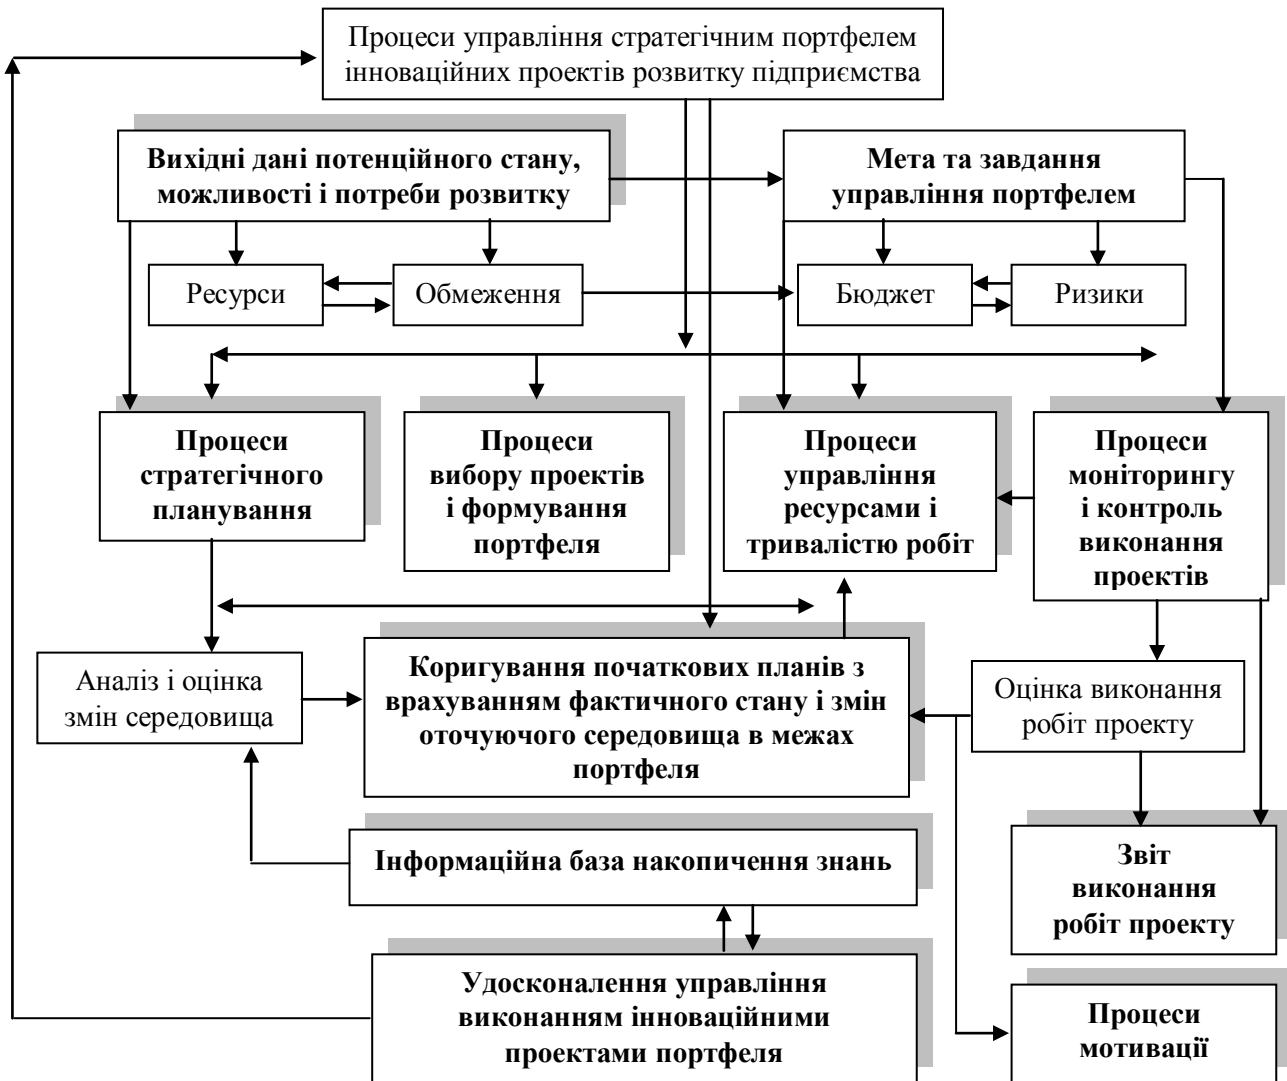 Процеси управління стратегічним портфелем
інноваційних проектів розвитку підприємства
Вихідні дані потенційного стану,
можливості і потреби розвитку
Мета та завдання
управління портфелем
Ресурси
Обмеження
Бюджет
Ризики
Процеси
стратегічного
планування
Процеси
вибору проектів
і формування
портфеля
Процеси
управління
ресурсами і
тривалістю робіт
Процеси
моніторингу
і контроль
виконання
проектів
Аналіз і оцінка
змін середовища
Коригування початкових планів з
врахуванням фактичного стану і змін
оточуючого середовища в межах
портфеля
Оцінка виконання
робіт проекту
Інформаційна база накопичення знань
Звіт
виконання
робіт проекту
Удосконалення управління
виконанням інноваційними
проектами портфеля
Процеси
мотивації